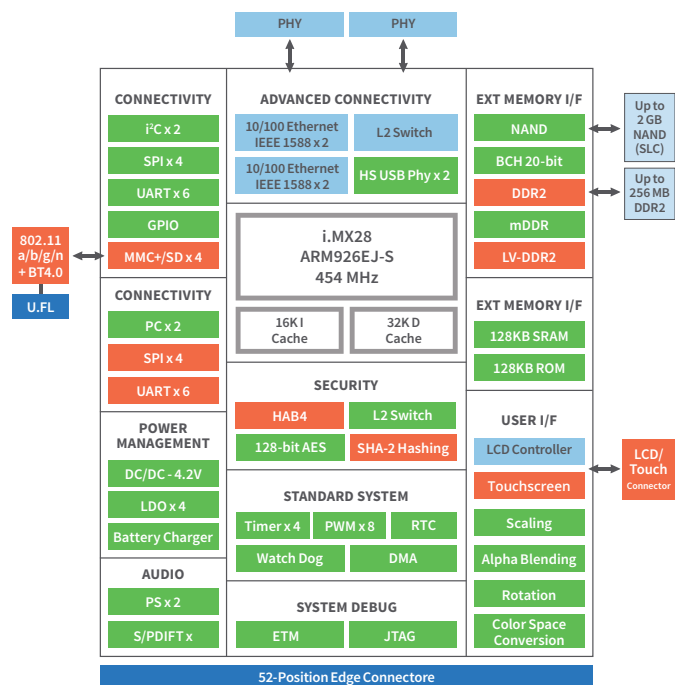 PHY
PHY
CONNECTIVITY
i²C x 2
SPI x 4
UART x 6
GPIO
MMC+/SD x 4
802.11
a/b/g/n
+ BT4.0
U.FL
CONNECTIVITY
PC x 2
SPI x 4
UART x 6
POWER
MANAGEMENT
DC/DC - 4.2V
LDO x 4
Battery Charger
AUDIO
PS x 2
S/PDIFT x
ADVANCED CONNECTIVITY
10/100 Ethernet
IEEE 1588 x 2
L2 Switch
10/100 Ethernet
IEEE 1588 x 2
HS USB Phy x 2
i.MX28
ARM926EJ-S
454 MHz
16K I
Cache
32K D
Cache
SECURITY
HAB4
L2 Switch
128-bit AES
SHA-2 Hashing
STANDARD SYSTEM
Timer x 4
PWM x 8
RTC
Watch Dog
DMA
SYSTEM DEBUG
ETM
JTAG
EXT MEMORY I/F
NAND
BCH 20-bit
DDR2
mDDR
LV-DDR2
Up to
2 GB
NAND
(SLC)
Up to
256 MB
DDR2
EXT MEMORY I/F
128KB SRAM
128KB ROM
USER I/F
LCD Controller
Touchscreen
Scaling
Alpha Blending
Rotation
Color Space
Conversion
LCD/
Touch
Connector
52-Position Edge Connectore